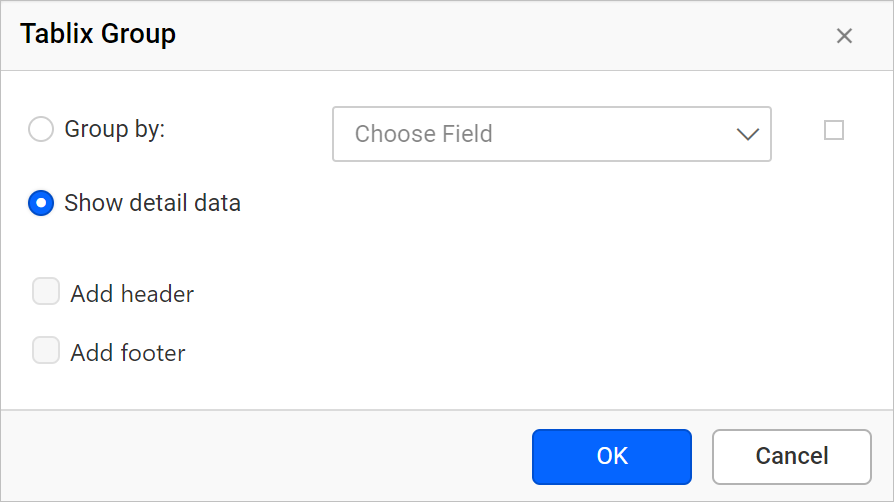 Tablix Group
Group by:
Choose Field
Show detail data
Add header
Add footer
OK
Cancel